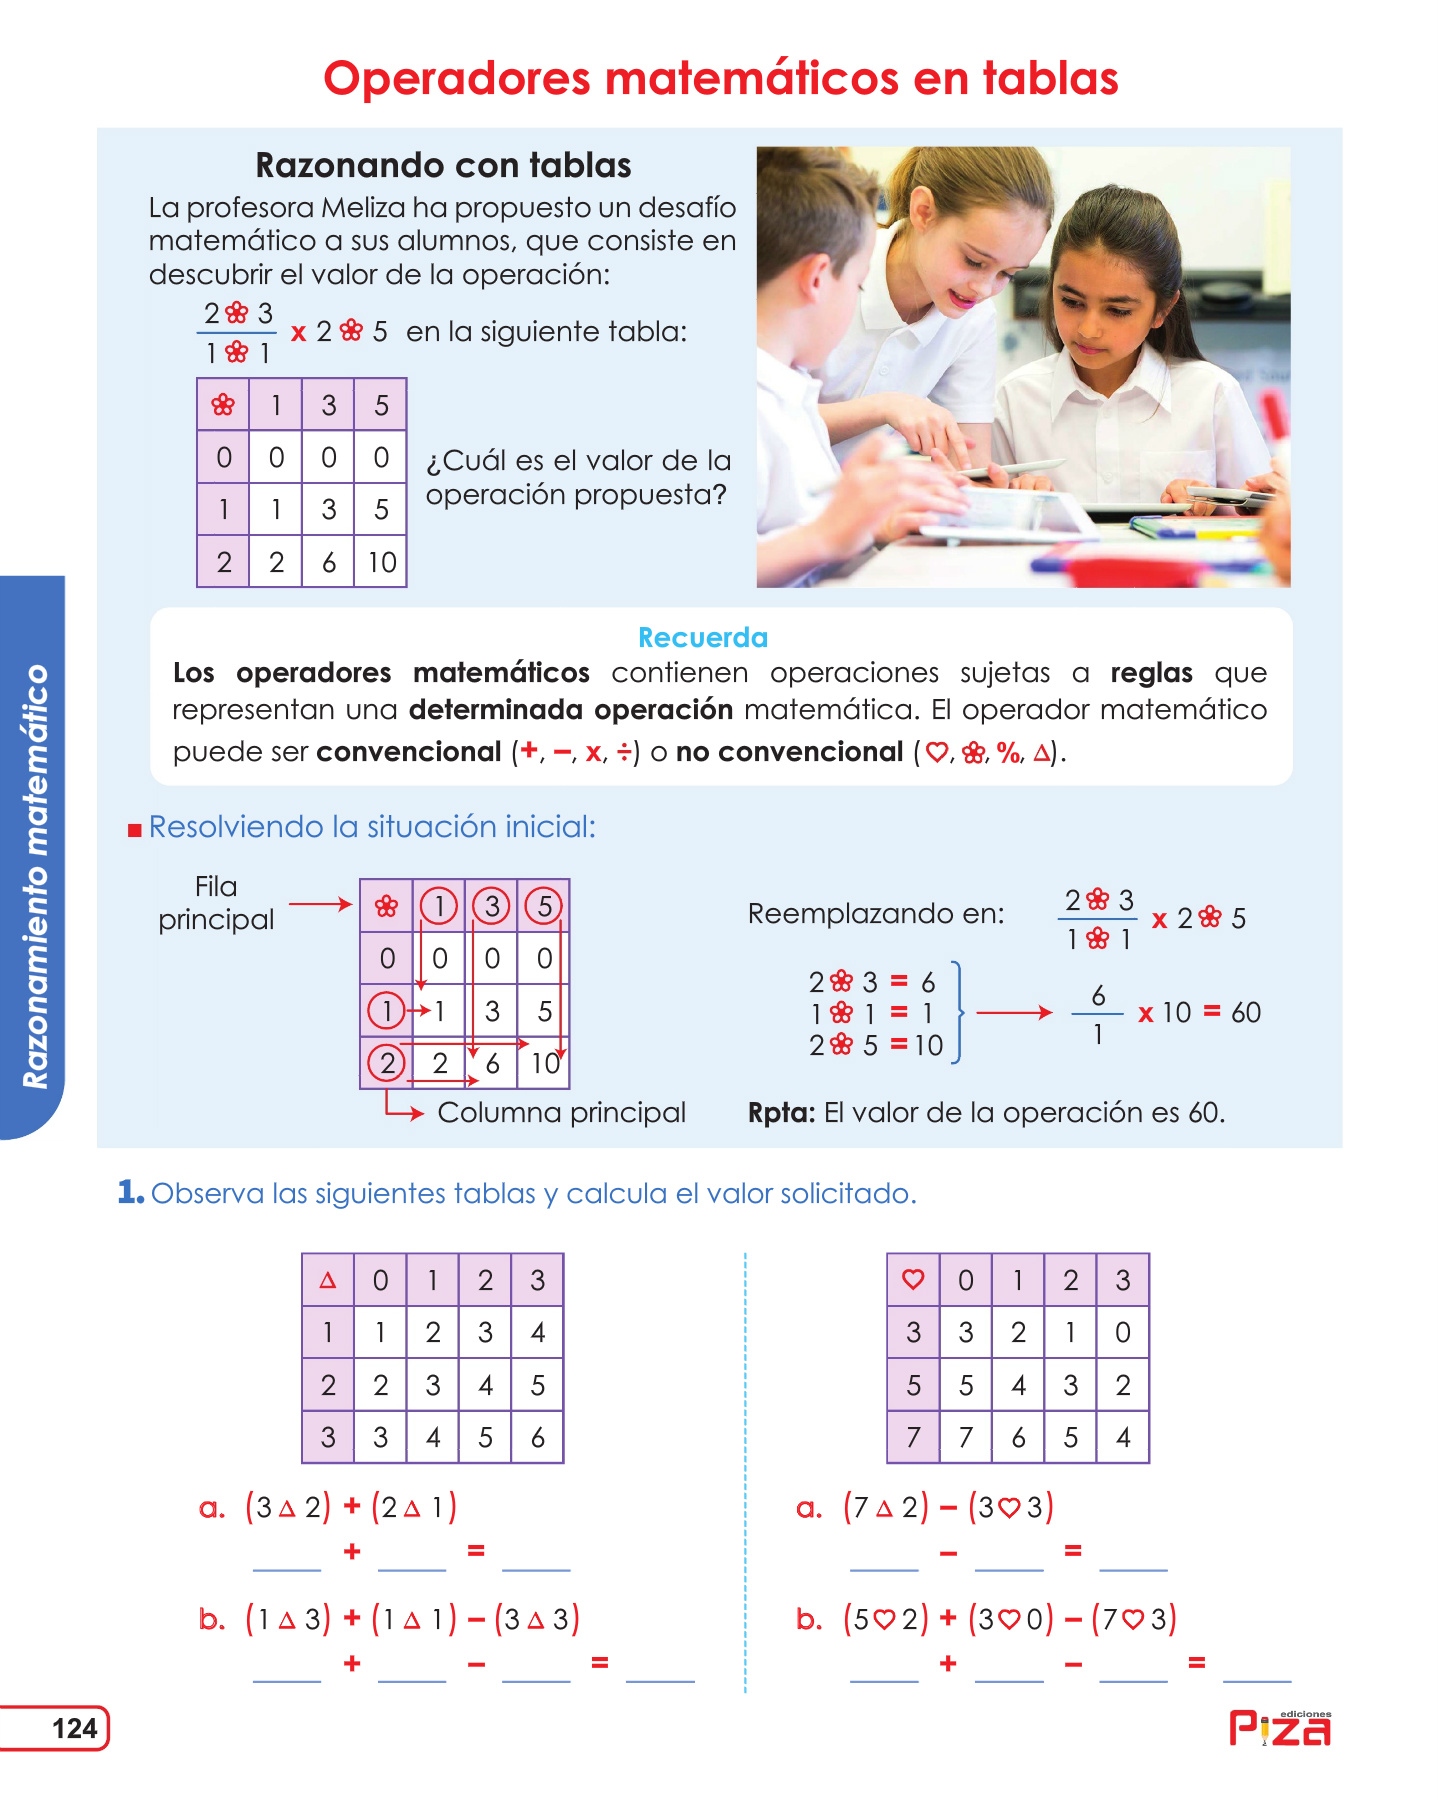 Operadores matemáticos en tablas
Razonando con tablas
La profesora Meliza ha propuesto un desafío
matemático a sus alumnos, que consiste en
descubrir el valor de la operación:
2 ❀ 3
1 ❀ 1
x 2 ❀ 5 en la siguiente tabla:
❀ 1 3 5
0 0 0 0
1 1 3 5
2 2 6 10
¿Cuál es el valor de la
operación propuesta?
Recuerda
Los operadores matemáticos contienen operaciones sujetas a reglas que
representan una determinada operación matemática. El operador matemático
puede ser convencional (+, −, x, ÷) o no convencional (♡, ❀, %, Δ).
Resolviendo la situación inicial:
Fila
principal
❀ 1 3 5
0 0 0 0
1 1 3 5
2 2 6 10
Columna principal
Reemplazando en:
2 ❀ 3
1 ❀ 1
x 2 ❀ 5
2 ❀ 3 = 6
1 ❀ 1 = 1
2 ❀ 5 = 10
6
1
x 10 = 60
Rpta: El valor de la operación es 60.
Razonamiento matemático
1. Observa las siguientes tablas y calcula el valor solicitado.
Δ 0 1 2 3
1 1 2 3 4
2 2 3 4 5
3 3 4 5 6
a. (3 Δ 2) + (2 Δ 1)
____ + ____ = ____
b. (1 Δ 3) + (1 Δ 1) − (3 Δ 3)
____ + ____ − ____ = ____
♡ 0 1 2 3
3 3 2 1 0
5 5 4 3 2
7 7 6 5 4
a. (7 Δ 2) − (3 ♡ 3)
____ − ____ = ____
b. (5 ♡ 2) + (3 ♡ 0) − (7 ♡ 3)
____ + ____ − ____ = ____
124
ediciones
Piza